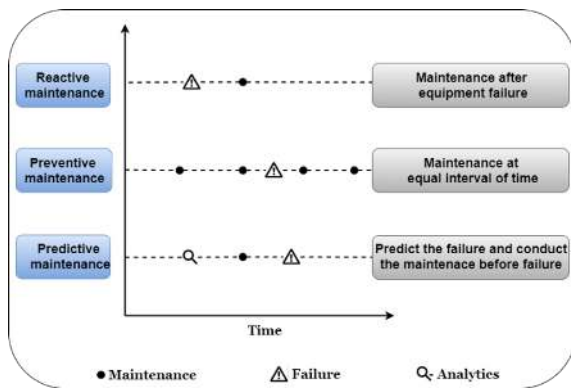 Reactive
maintenance
Maintenance after
equipment failure
Preventive
maintenance
Maintenance at
equal interval of time
Predictive
maintenance
Predict the failure and conduct
the maintenace before failure
Time
Maintenance
Failure
Analytics